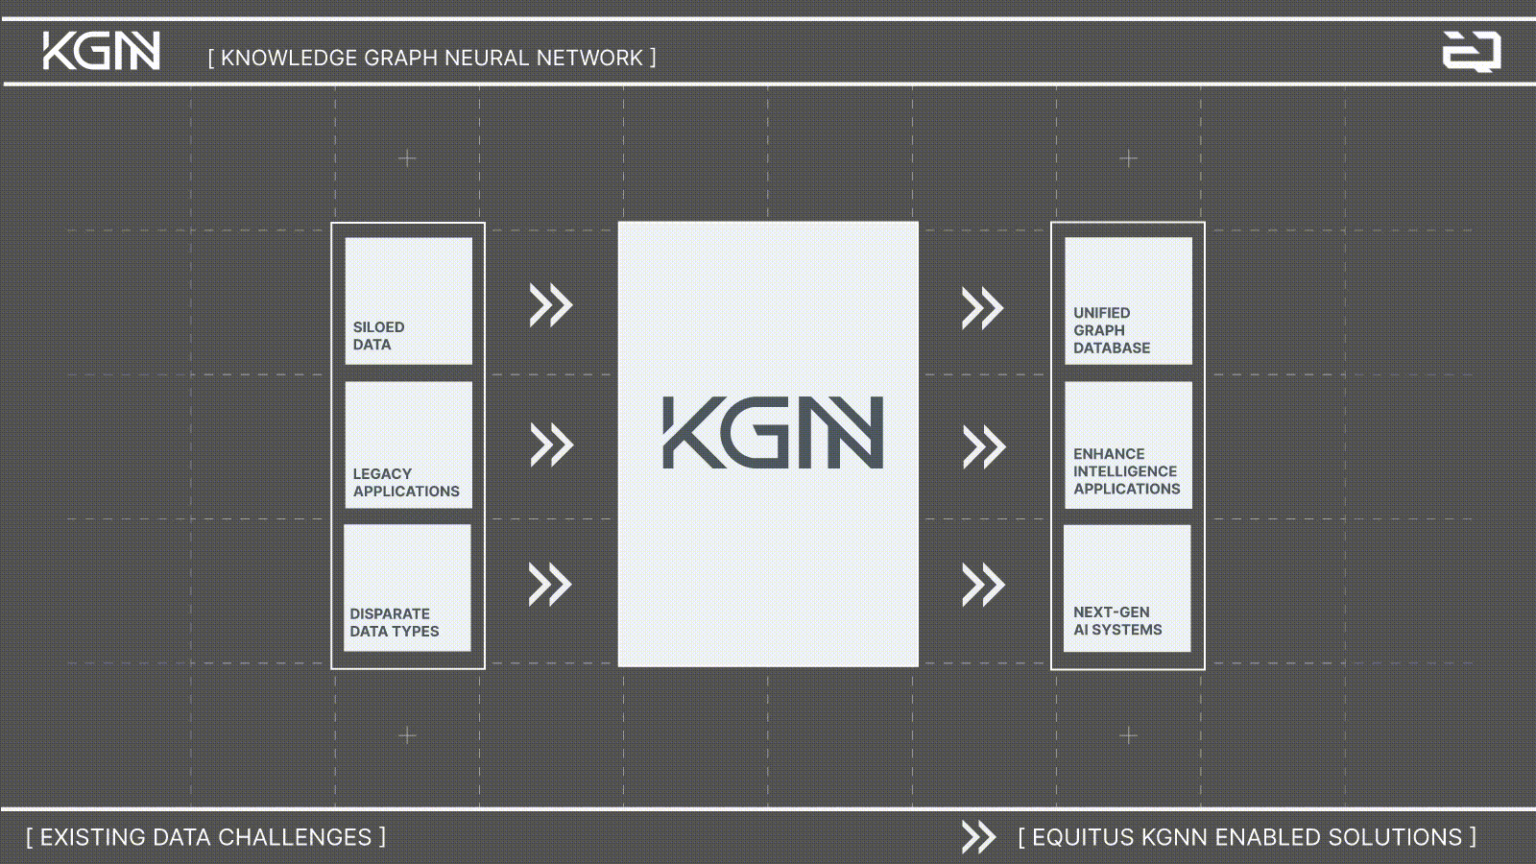 KGNN
[ KNOWLEDGE GRAPH NEURAL NETWORK ]
EQ
SILOED
DATA
LEGACY
APPLICATIONS
DISPARATE
DATA TYPES
KGNN
UNIFIED
GRAPH
DATABASE
ENHANCE
INTELLIGENCE
APPLICATIONS
NEXT-GEN
AI SYSTEMS
[ EXISTING DATA CHALLENGES ]
[ EQUITUS KGNN ENABLED SOLUTIONS ]